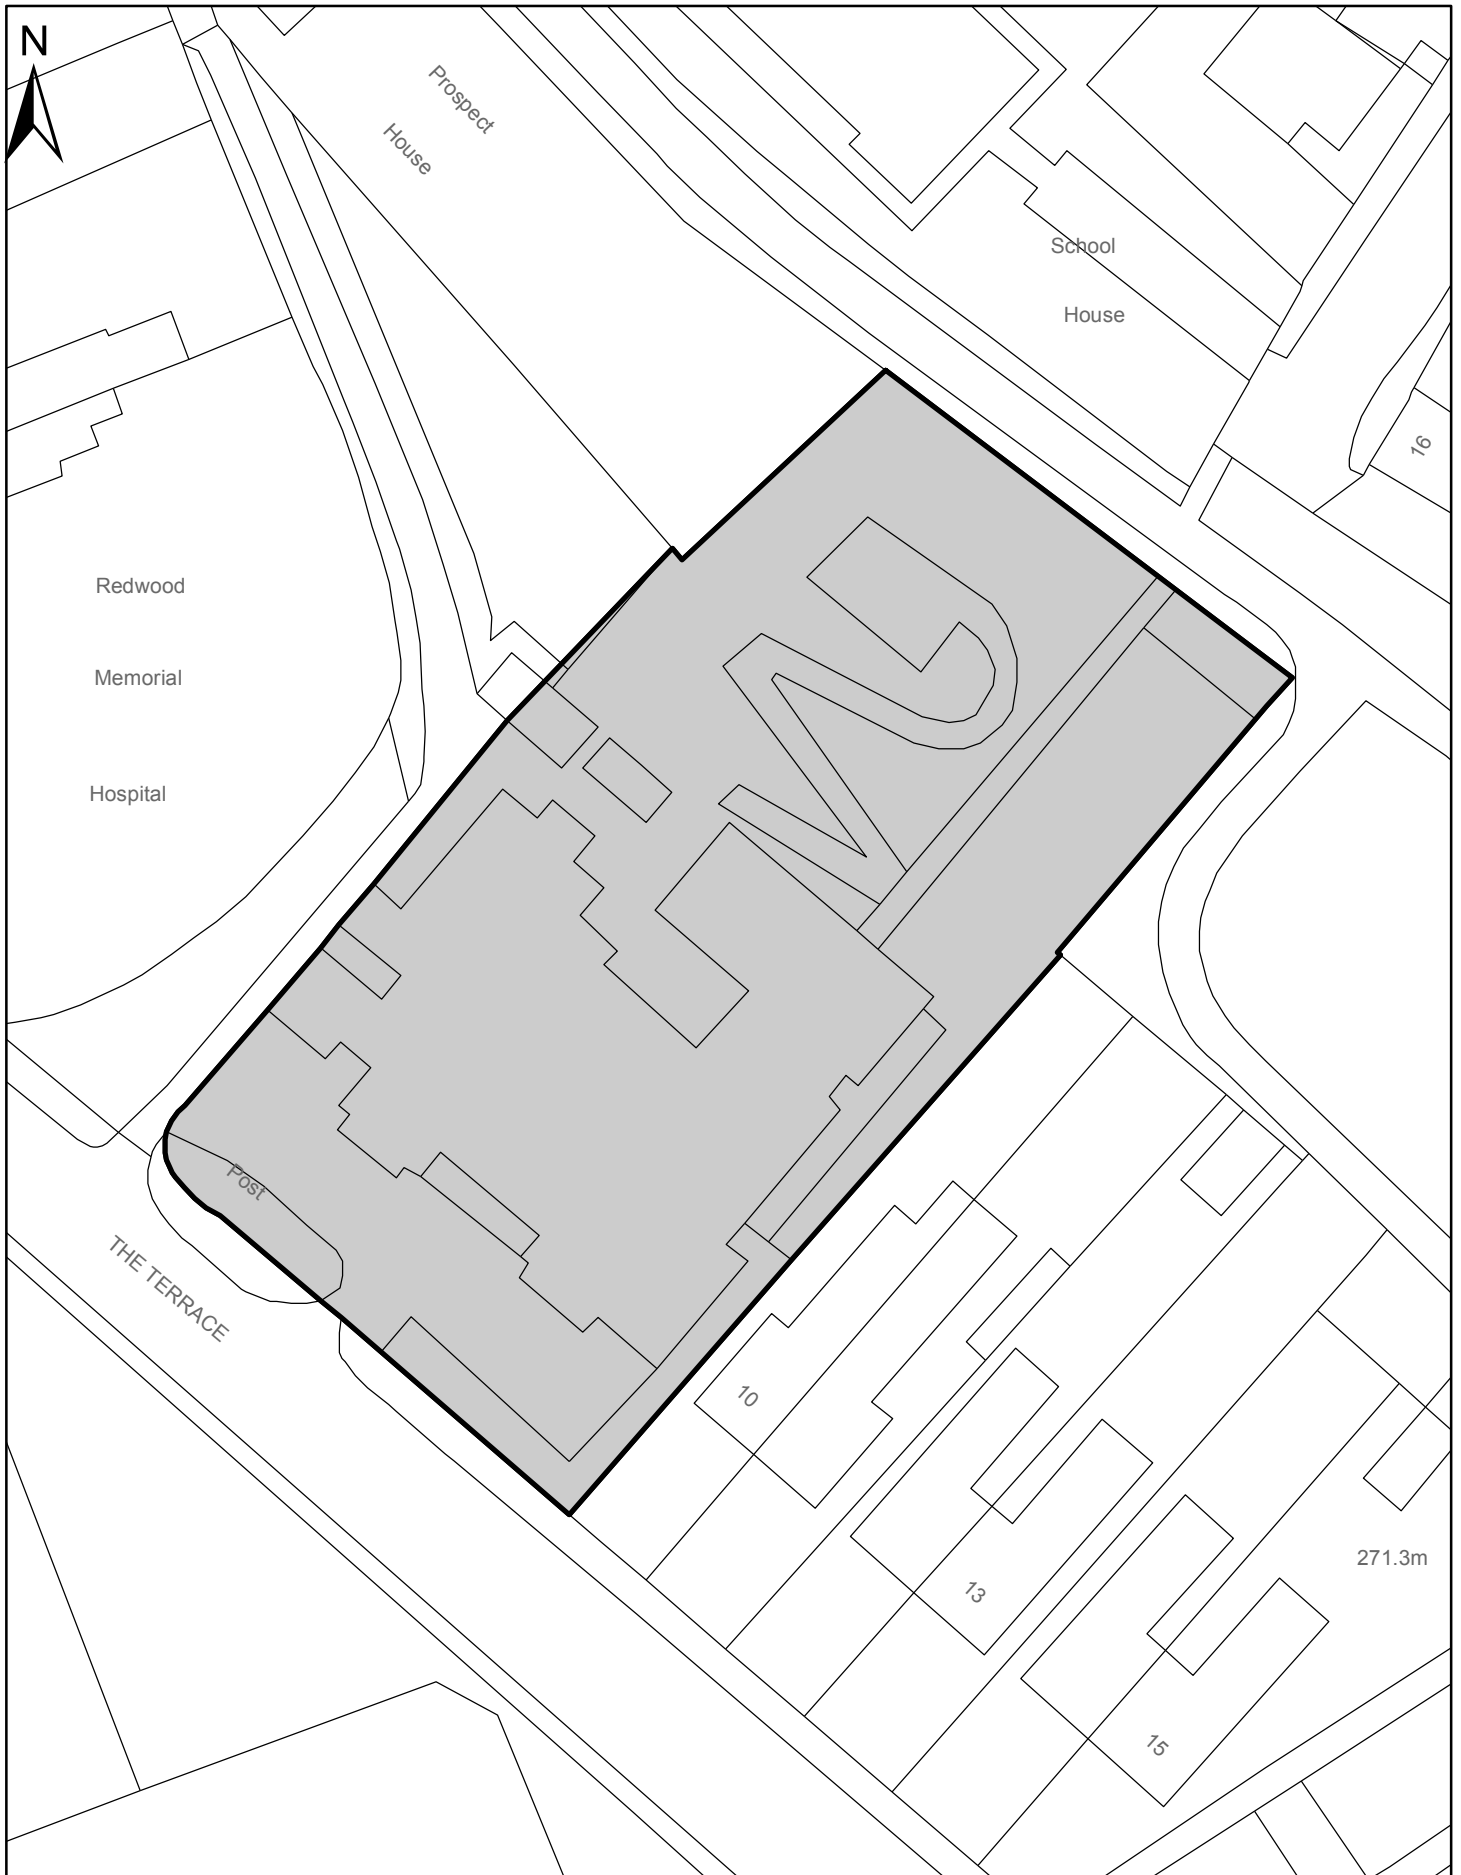 N
Prospect
House
School
House
16
Redwood
Memorial
Hospital
Post
THE TERRACE
10
13
271.3m
15